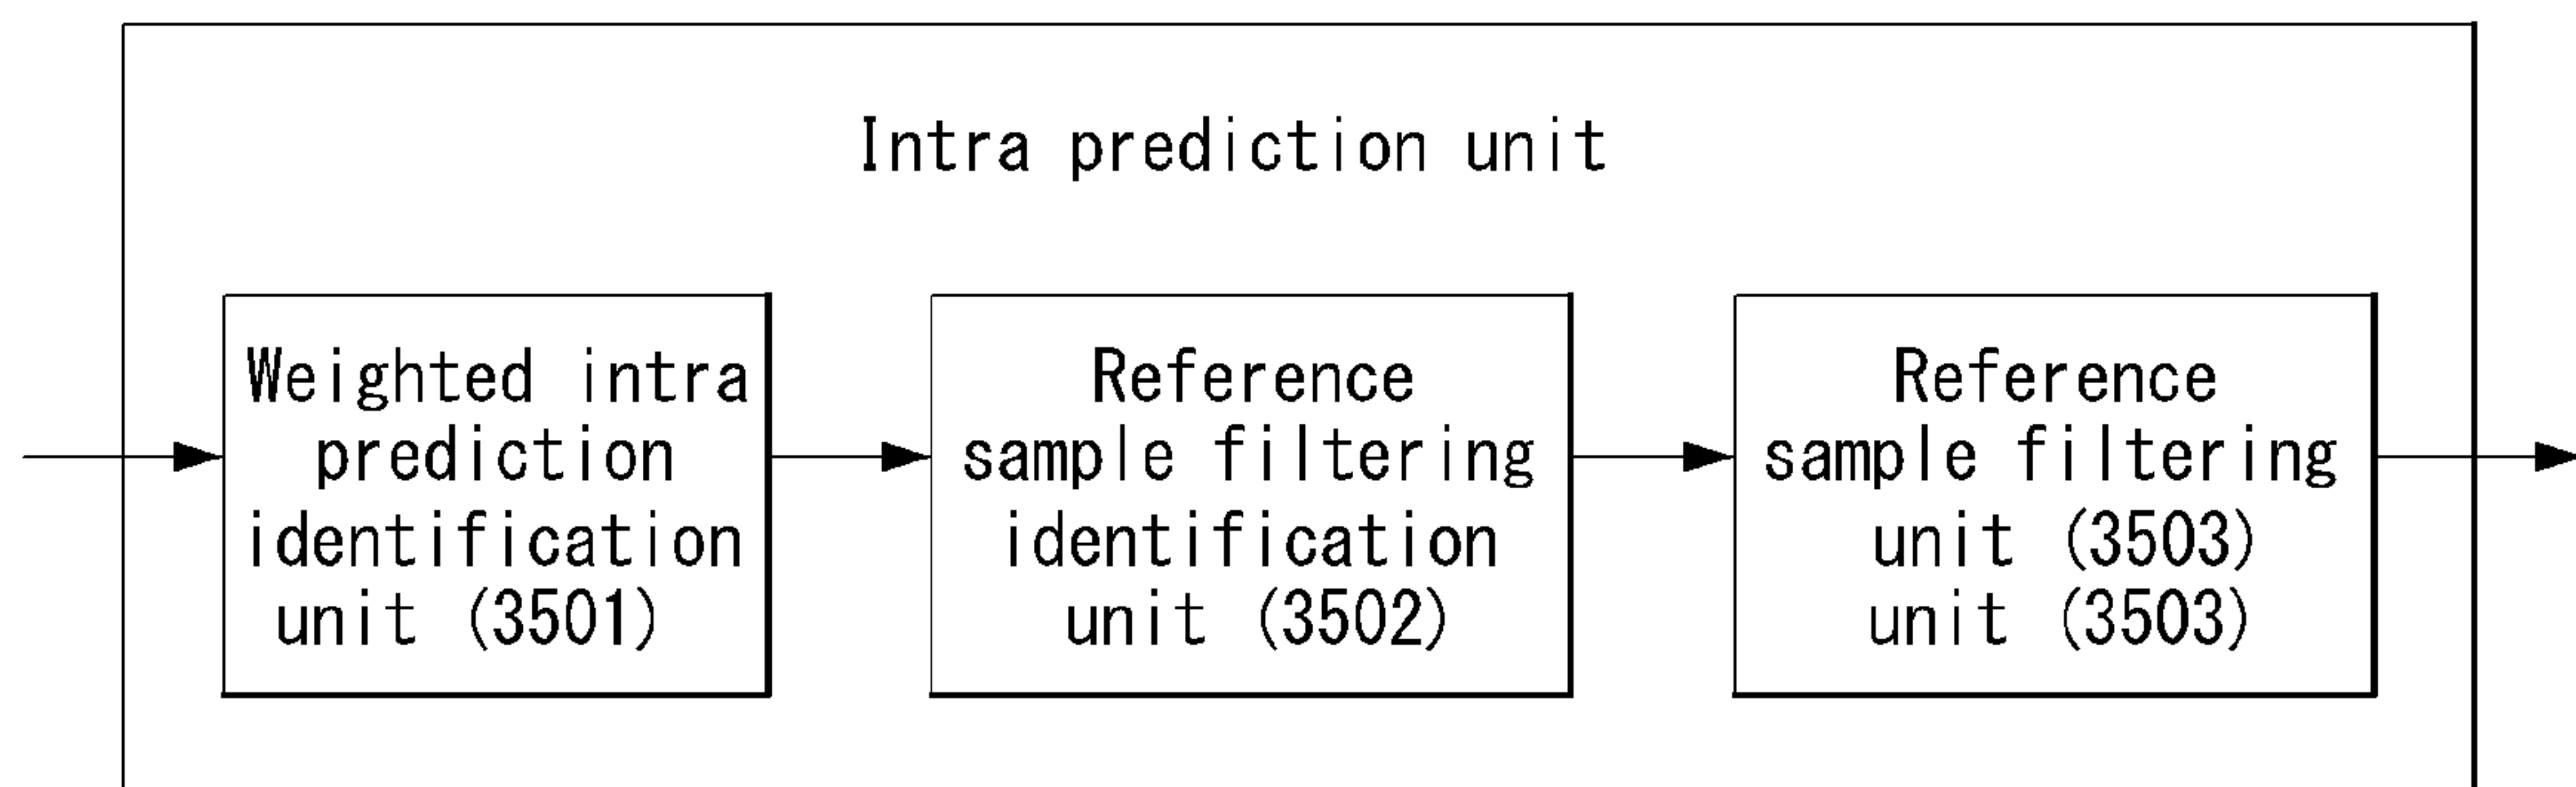 Intra prediction unit
Weighted intra
prediction
identification
unit (3501)
Reference
sample filtering
identification
unit (3502)
Reference
sample filtering
unit (3503)
unit (3503)